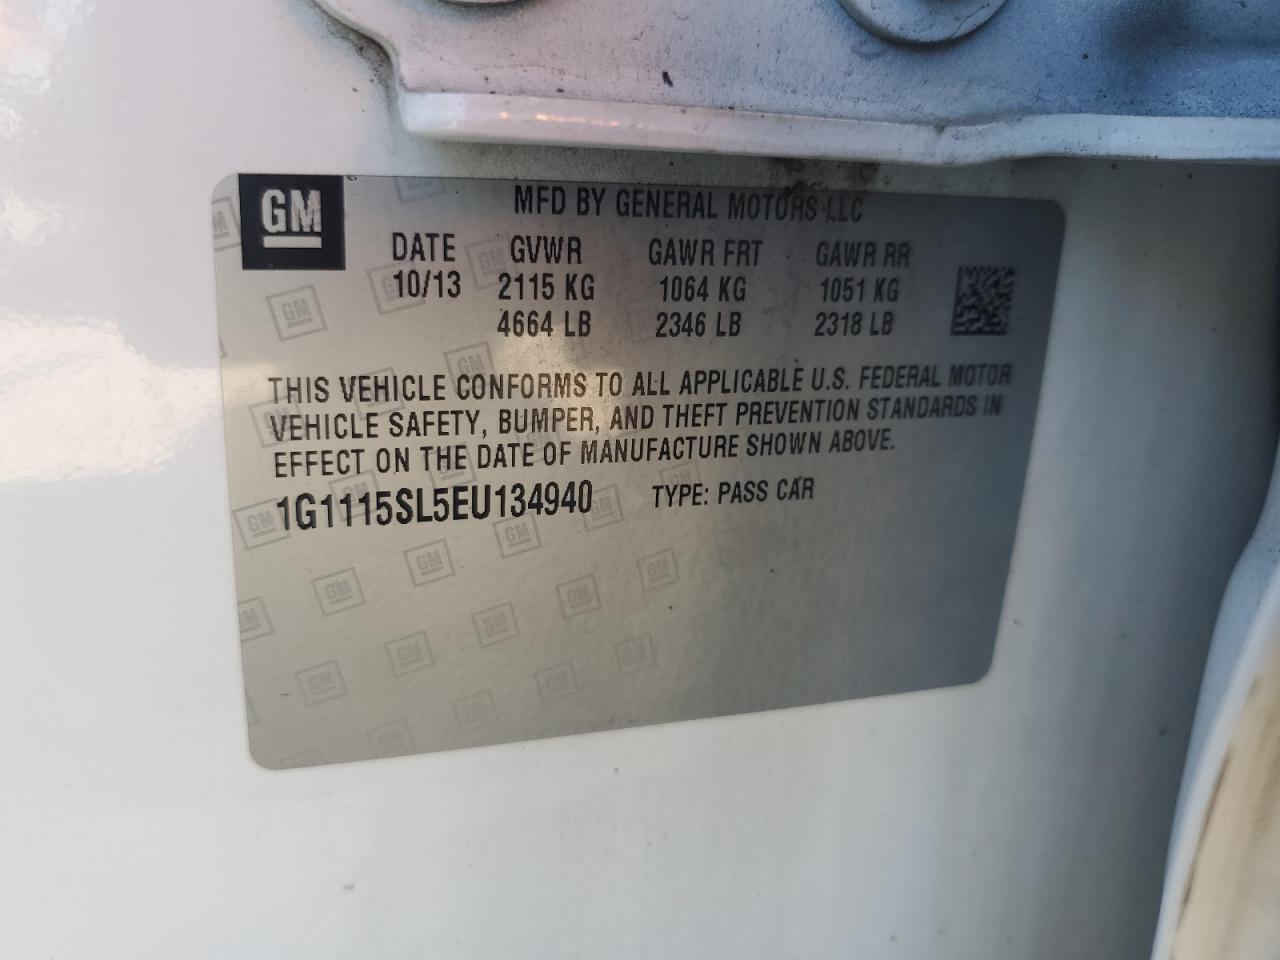 GM
MFD BY GENERAL MOTORS LLC
DATE GVWR GAWR FRT GAWR RR
10/13 2115 KG 1064 KG 1051 KG
4664 LB 2346 LB 2318 LB
THIS VEHICLE CONFORMS TO ALL APPLICABLE U.S. FEDERAL MOTOR
VEHICLE SAFETY, BUMPER, AND THEFT PREVENTION STANDARDS IN
EFFECT ON THE DATE OF MANUFACTURE SHOWN ABOVE.
1G1115SL5EU134940 TYPE: PASS CAR